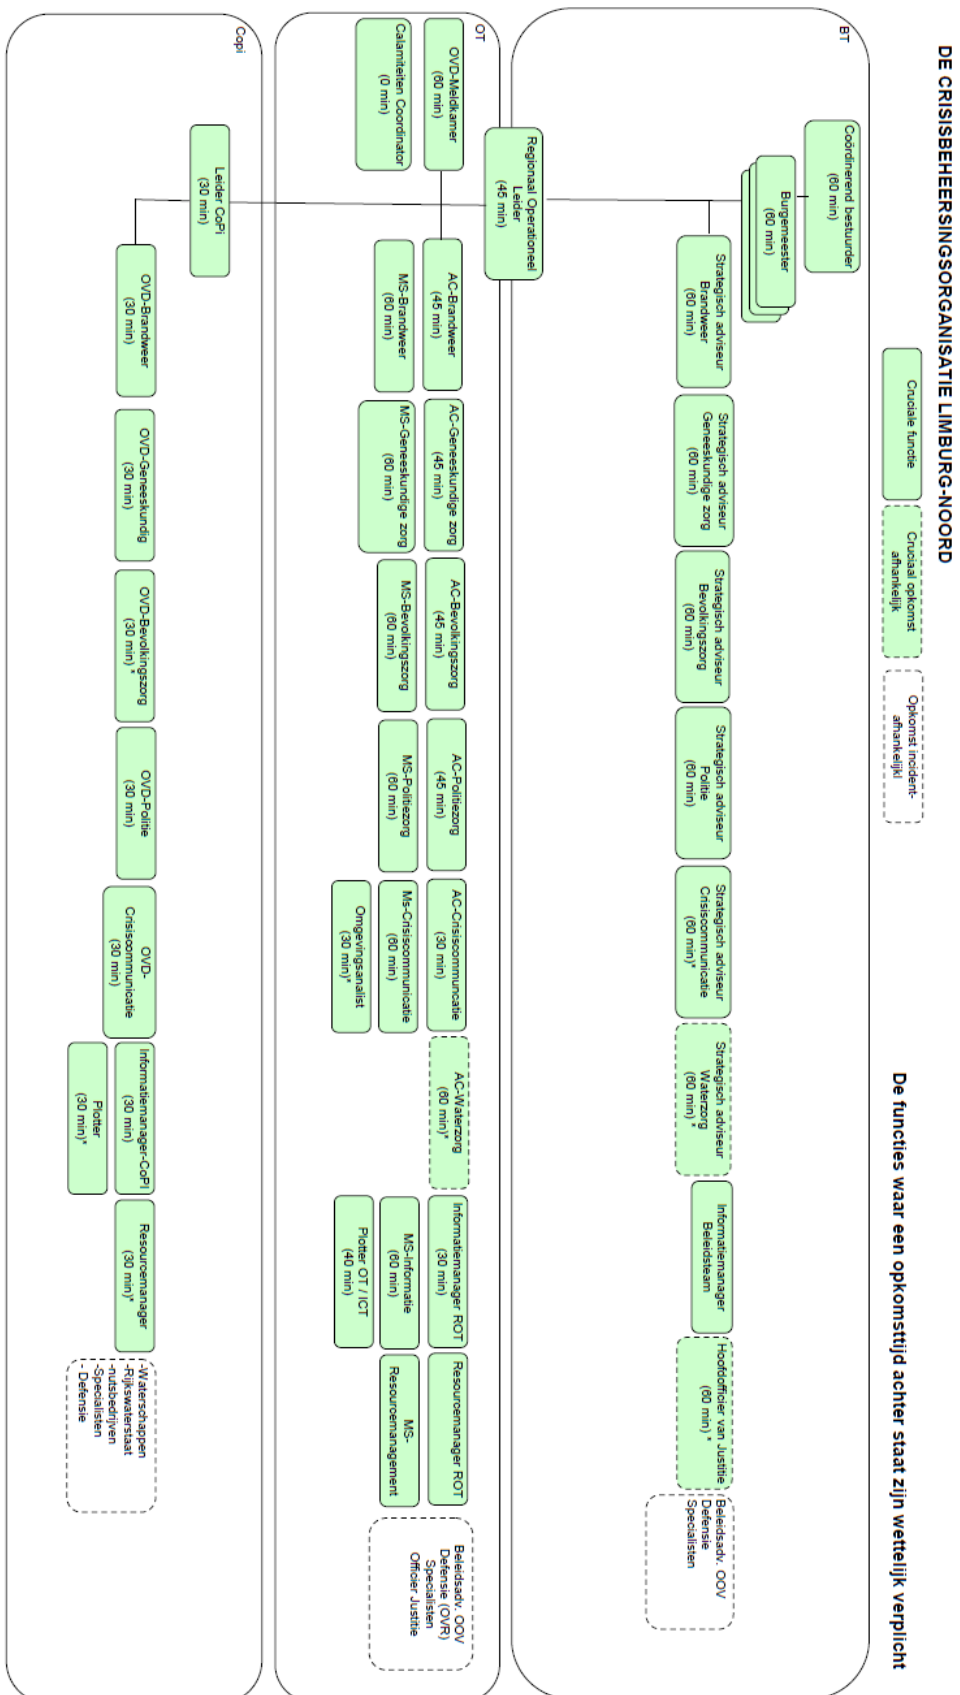 DE CRISISBEHEERSINGSORGANISATIE LIMBURG-NOORD
Cruciale functie
Cruciaal opkomst
afhankelijk
Opkomst incident-
afhankelijk!
De functies waar een opkomsttijd achter staat zijn wettelijk verplicht
BT
Coördinerend bestuurder
(60 min)
Burgemeester
(60 min)
Strategisch adviseur
Brandweer
(60 min)
Strategisch adviseur
Geneeskundige zorg
(60 min)
Strategisch adviseur
Bevolkingszorg
(60 min)
Strategisch adviseur
Politie
(60 min)
Strategisch adviseur
Crisiscommunicatie
(60 min)*
Strategisch adviseur
Waterzorg
(60 min) *
Informatiemanager
Beleidsteam
Hoofdofficier van Justitie
(60 min) *
Beleidsadv. OOV
Defensie
Specialisten
Regionaal Operationeel
Leider
(45 min)
OT
OVD-Meldkamer
(60 min)
Calamiteiten Coordinator
(0 min)
AC-Brandweer
(45 min)
MS-Brandweer
(60 min)
AC-Geneeskundige zorg
(45 min)
MS-Geneeskundige zorg
(60 min)
AC-Bevolkingszorg
(45 min)
MS-Bevolkingszorg
(60 min)
AC-Politiezorg
(45 min)
MS-Politiezorg
(60 min)
AC-Crisiscommuncatie
(30 min)
Ms-Crisiscommunicatie
(60 min)
Omgevingsanalist
(30 min)*
AC-Waterzorg
(60 min)*
Informatiemanager ROT
(30 min)
MS-Informatie
(60 min)
Plotter OT / ICT
(40 min)
Resourcemanager ROT
MS-
Resourcemanagement
Beleidsadv. OOV
Defensie (OVR)
Specialisten
Officier Justitie
Copi
Leider CoPi
(30 min)
OVD-Brandweer
(30 min)
OVD-Geneeskundig
(30 min)
OVD-Bevolkingszorg
(30 min) *
OVD-Politie
(30 min)
OVD-
Crisiscommunicatie
(30 min)
Informatiemanager-CoPI
(30 min)
Plotter
(30 min)*
Resourcemanager
(30 min)*
-Waterschappen
-Rijkswaterstaat
-nutsbedrijven
-Specialisten
- Defensie